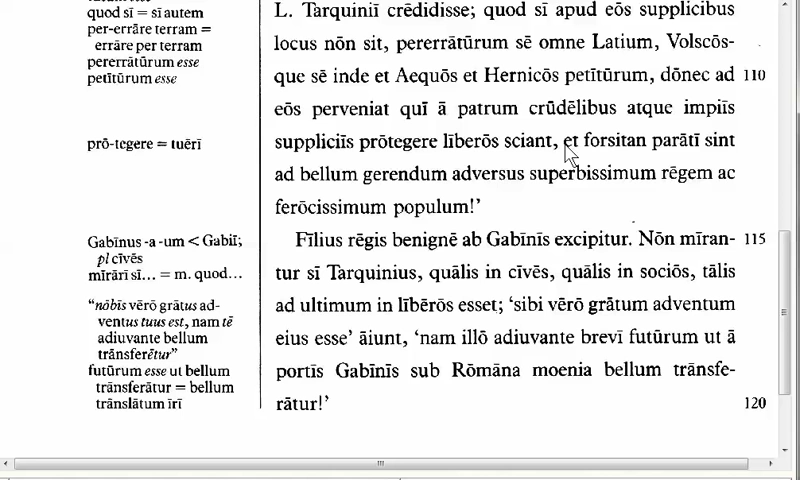 quod sī = sī autem
per-errāre terram =
errāre per terram
pererrātūrum esse
petītūrum esse
prō-tegere = tuērī
Gabīnus -a -um < Gabiī;
pl cīvēs
mīrārī sī... = m. quod...
“nōbīs vērō grātus ad-
ventus tuus est, nam tē
adiuvante bellum
trānsferētur”
futūrum esse ut bellum
trānsferātur = bellum
trānslātum īrī
L. Tarquiniī crēdidisse; quod sī apud eōs supplicibus
locus nōn sit, pererrātūrum sē omne Latium, Volscōs-
que sē inde et Aequōs et Hernicōs petītūrum, dōnec ad 110
eōs perveniat quī ā patrum crūdēlibus atque impiīs
suppliciīs prōtegere līberōs sciant, et forsitan parātī sint
ad bellum gerendum adversus superbissimum rēgem ac
ferōcissimum populum!’
Fīlius rēgis benignē ab Gabīnīs excipitur. Nōn mīran- 115
tur sī Tarquinius, quālis in cīvēs, quālis in sociōs, tālis
ad ultimum in līberōs esset; ‘sibi vērō grātum adventum
eius esse’ āiunt, ‘nam illō adiuvante brevī futūrum ut ā
portīs Gabīnīs sub Rōmāna moenia bellum trānsfe-
rātur!’ 120